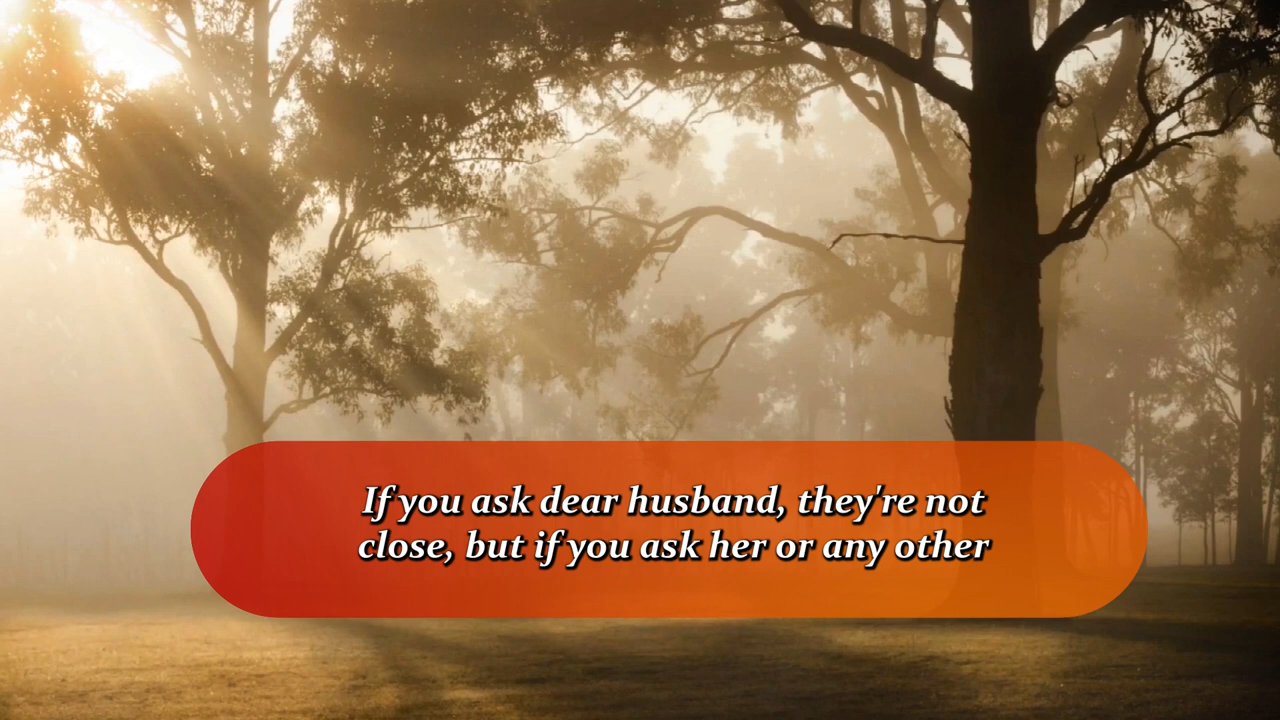 If you ask dear husband, they're not
close, but if you ask her or any other